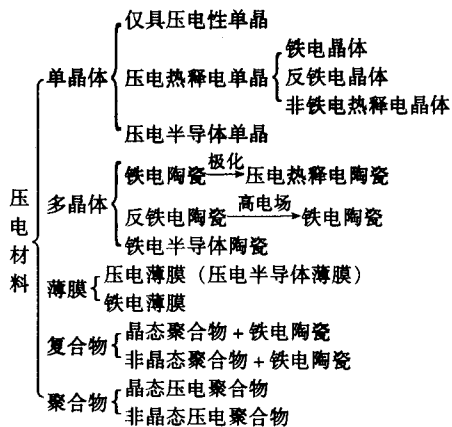 压电材料
单晶体
仅具压电性单晶
压电热释电单晶
铁电晶体
反铁电晶体
非铁电热释电晶体
压电半导体单晶
多晶体
铁电陶瓷 极化 压电热释电陶瓷
反铁电陶瓷 高电场 铁电陶瓷
铁电半导体陶瓷
薄膜
压电薄膜（压电半导体薄膜）
铁电薄膜
复合物
晶态聚合物+铁电陶瓷
非晶态聚合物+铁电陶瓷
聚合物
晶态压电聚合物
非晶态压电聚合物